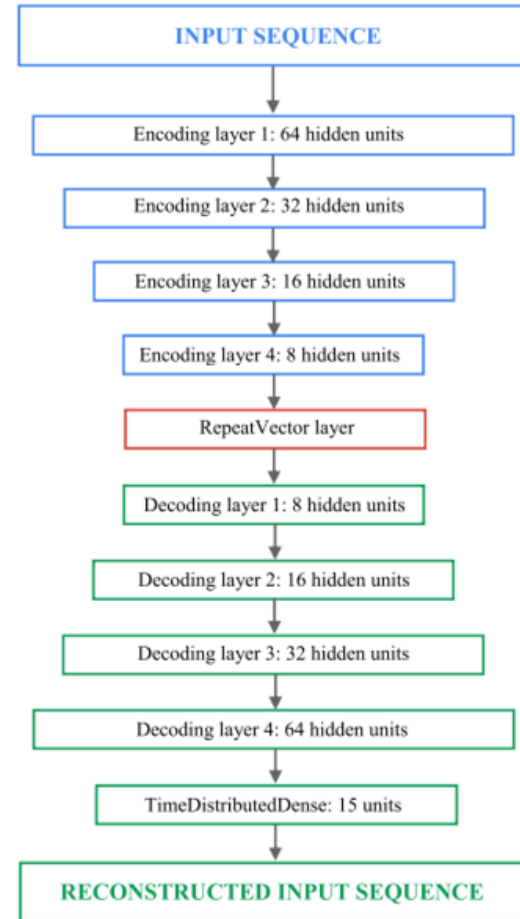 INPUT SEQUENCE
Encoding layer 1: 64 hidden units
Encoding layer 2: 32 hidden units
Encoding layer 3: 16 hidden units
Encoding layer 4: 8 hidden units
RepeatVector layer
Decoding layer 1: 8 hidden units
Decoding layer 2: 16 hidden units
Decoding layer 3: 32 hidden units
Decoding layer 4: 64 hidden units
TimeDistributedDense: 15 units
RECONSTRUCTED INPUT SEQUENCE